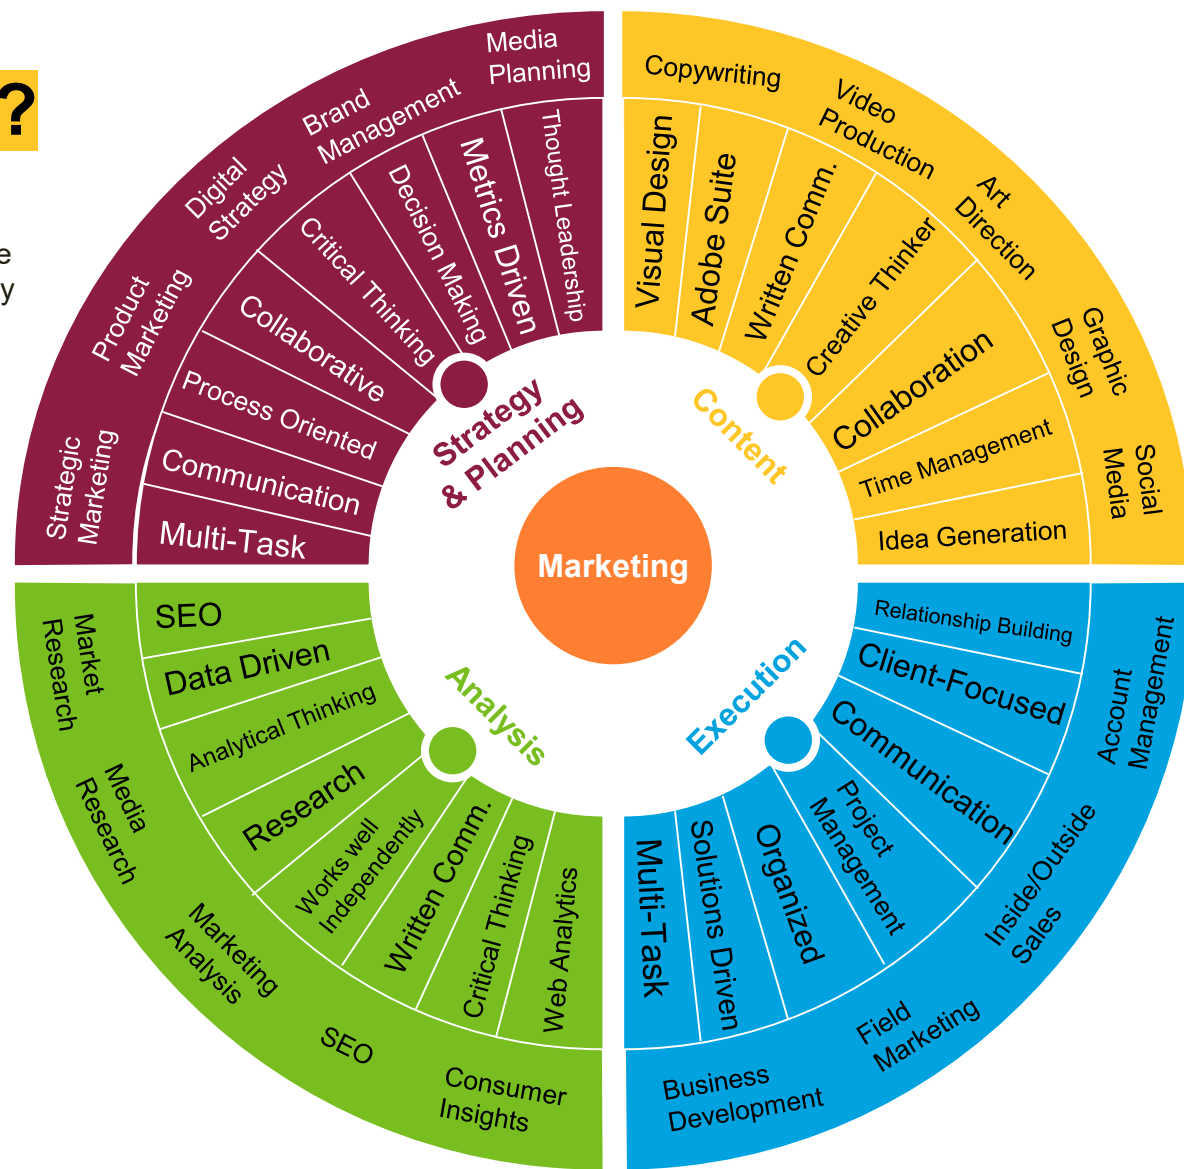 ?
e
y
Media
Planning
Brand
Management
Digital
Strategy
Product
Marketing
Strategic
Marketing
Thought Leadership
Metrics Driven
Decision Making
Critical Thinking
Collaborative
Process Oriented
Communication
Multi-Task
Strategy
& Planning
Copywriting
Video
Production
Art
Direction
Graphic
Design
Social
Media
Visual Design
Adobe Suite
Written Comm.
Creative Thinker
Collaboration
Time Management
Idea Generation
Content
Marketing
Market
Research
Media
Research
Marketing
Analysis
SEO
Consumer
Insights
SEO
Data Driven
Analytical Thinking
Research
Works well
Independently
Written Comm.
Critical Thinking
Web Analytics
Analysis
Execution
Relationship Building
Client-Focused
Communication
Project
Management
Organized
Solutions Driven
Multi-Task
Account
Management
Inside/Outside
Sales
Field
Marketing
Business
Development